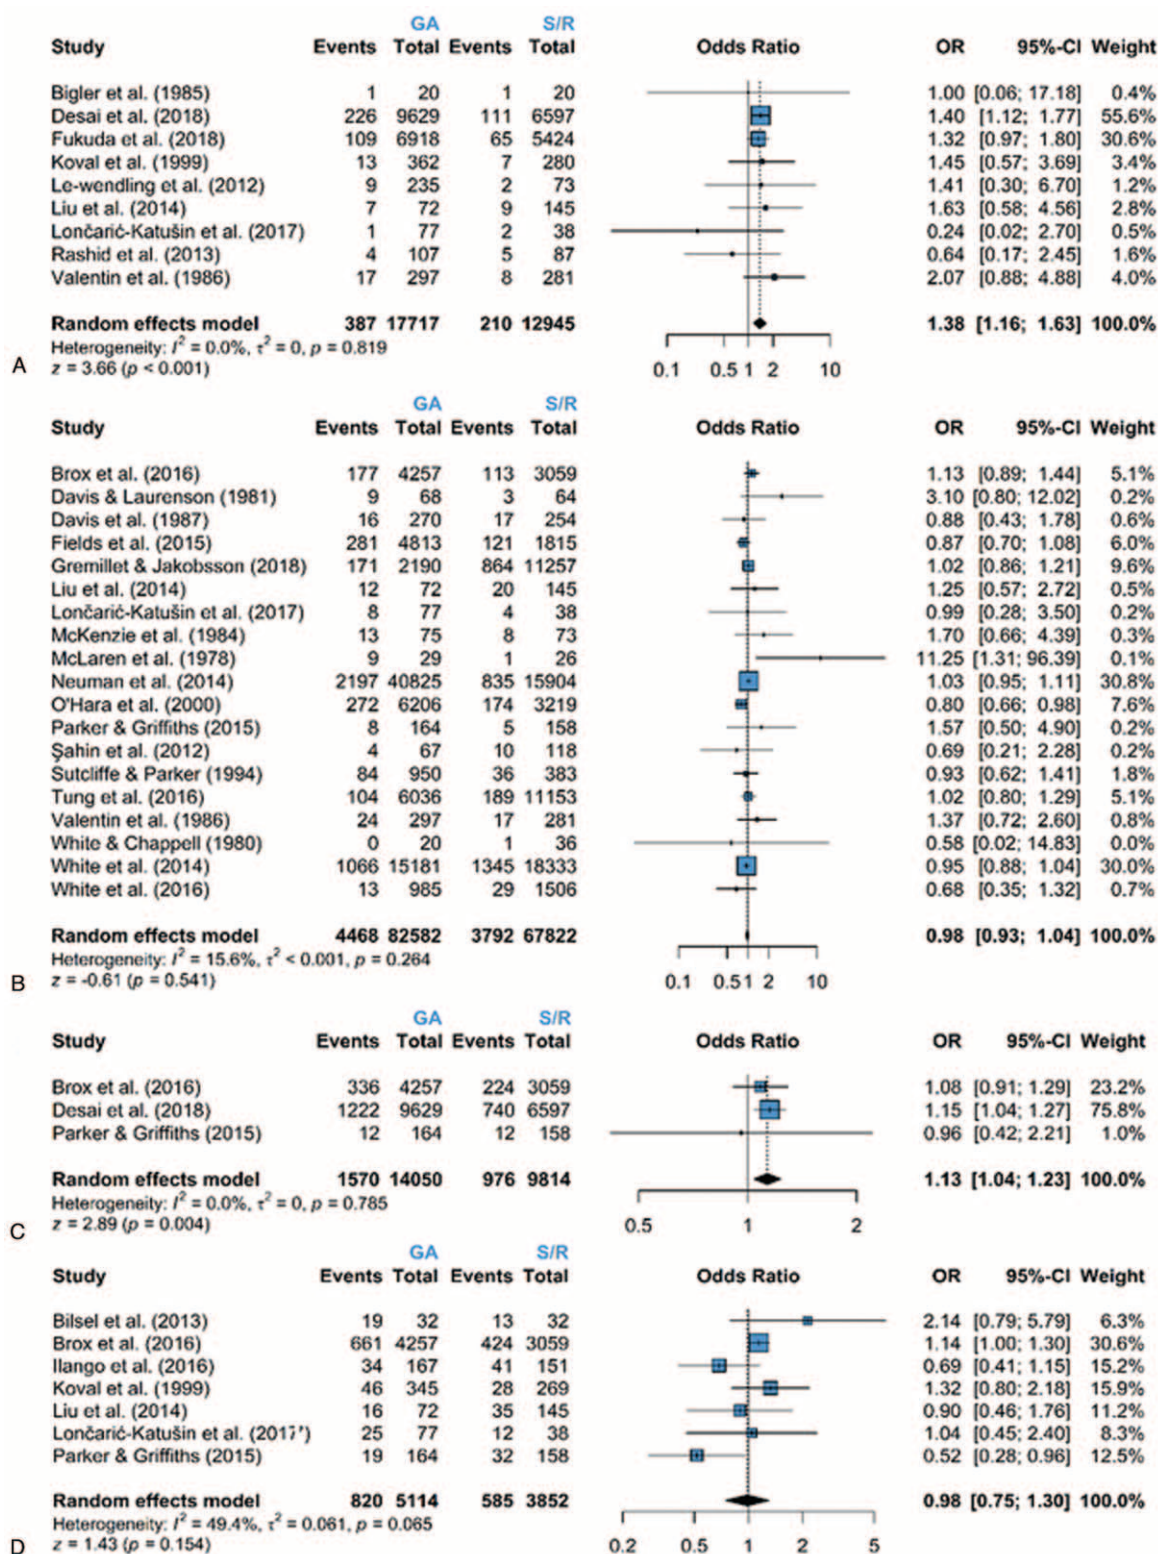 GA S/R
Study Events Total Events Total Odds Ratio OR 95%-CI Weight
Bigler et al. (1985) 1 20 1 20 1.00 [0.06; 17.18] 0.4%
Desai et al. (2018) 226 9629 111 6597 1.40 [1.12; 1.77] 55.6%
Fukuda et al. (2018) 109 6918 65 5424 1.32 [0.97; 1.80] 30.6%
Koval et al. (1999) 13 362 7 280 1.45 [0.57; 3.69] 3.4%
Le-wendling et al. (2012) 9 235 2 73 1.41 [0.30; 6.70] 1.2%
Liu et al. (2014) 7 72 9 145 1.63 [0.58; 4.56] 2.8%
Lončarić-Katušin et al. (2017) 1 77 2 38 0.24 [0.02; 2.70] 0.5%
Rashid et al. (2013) 4 107 5 87 0.64 [0.17; 2.45] 1.6%
Valentin et al. (1986) 17 297 8 281 2.07 [0.88; 4.88] 4.0%
Random effects model 387 17717 210 12945 1.38 [1.16; 1.63] 100.0%
Heterogeneity: I² = 0.0%, τ² = 0, p = 0.819
A z = 3.66 (p < 0.001) 0.1 0.5 1 2 10
GA S/R
Study Events Total Events Total Odds Ratio OR 95%-CI Weight
Brox et al. (2016) 177 4257 113 3059 1.13 [0.89; 1.44] 5.1%
Davis & Laurenson (1981) 9 68 3 64 3.10 [0.80; 12.02] 0.2%
Davis et al. (1987) 16 270 17 254 0.88 [0.43; 1.78] 0.6%
Fields et al. (2015) 281 4813 121 1815 0.87 [0.70; 1.08] 6.0%
Gremillet & Jakobsson (2018) 171 2190 864 11257 1.02 [0.86; 1.21] 9.6%
Liu et al. (2014) 12 72 20 145 1.25 [0.57; 2.72] 0.5%
Lončarić-Katušin et al. (2017) 8 77 4 38 0.99 [0.28; 3.50] 0.2%
McKenzie et al. (1984) 13 75 8 73 1.70 [0.66; 4.39] 0.3%
McLaren et al. (1978) 9 29 1 26 11.25 [1.31; 96.39] 0.1%
Neuman et al. (2014) 2197 40825 835 15904 1.03 [0.95; 1.11] 30.8%
O'Hara et al. (2000) 272 6206 174 3219 0.80 [0.66; 0.98] 7.6%
Parker & Griffiths (2015) 8 164 5 158 1.57 [0.50; 4.90] 0.2%
Şahin et al. (2012) 4 67 10 118 0.69 [0.21; 2.28] 0.2%
Sutcliffe & Parker (1994) 84 950 36 383 0.93 [0.62; 1.41] 1.8%
Tung et al. (2016) 104 6036 189 11153 1.02 [0.80; 1.29] 5.1%
Valentin et al. (1986) 24 297 17 281 1.37 [0.72; 2.60] 0.8%
White & Chappell (1980) 0 20 1 36 0.58 [0.02; 14.83] 0.0%
White et al. (2014) 1066 15181 1345 18333 0.95 [0.88; 1.04] 30.0%
White et al. (2016) 13 985 29 1506 0.68 [0.35; 1.32] 0.7%
Random effects model 4468 82582 3792 67822 0.98 [0.93; 1.04] 100.0%
Heterogeneity: I² = 15.6%, τ² < 0.001, p = 0.264
B z = -0.61 (p = 0.541) 0.1 0.5 1 2 10
GA S/R
Study Events Total Events Total Odds Ratio OR 95%-CI Weight
Brox et al. (2016) 336 4257 224 3059 1.08 [0.91; 1.29] 23.2%
Desai et al. (2018) 1222 9629 740 6597 1.15 [1.04; 1.27] 75.8%
Parker & Griffiths (2015) 12 164 12 158 0.96 [0.42; 2.21] 1.0%
Random effects model 1570 14050 976 9814 1.13 [1.04; 1.23] 100.0%
Heterogeneity: I² = 0.0%, τ² = 0, p = 0.785
C z = 2.89 (p = 0.004) 0.5 1 2
GA S/R
Study Events Total Events Total Odds Ratio OR 95%-CI Weight
Bilsel et al. (2013) 19 32 13 32 2.14 [0.79; 5.79] 6.3%
Brox et al. (2016) 661 4257 424 3059 1.14 [1.00; 1.30] 30.6%
Ilango et al. (2016) 34 167 41 151 0.69 [0.41; 1.15] 15.2%
Koval et al. (1999) 46 345 28 269 1.32 [0.80; 2.18] 15.9%
Liu et al. (2014) 16 72 35 145 0.90 [0.46; 1.76] 11.2%
Lončarić-Katušin et al. (2017) 25 77 12 38 1.04 [0.45; 2.40] 8.3%
Parker & Griffiths (2015) 19 164 32 158 0.52 [0.28; 0.96] 12.5%
Random effects model 820 5114 585 3852 0.98 [0.75; 1.30] 100.0%
Heterogeneity: I² = 49.4%, τ² = 0.061, p = 0.065
D z = 1.43 (p = 0.154) 0.2 0.5 1 2 5